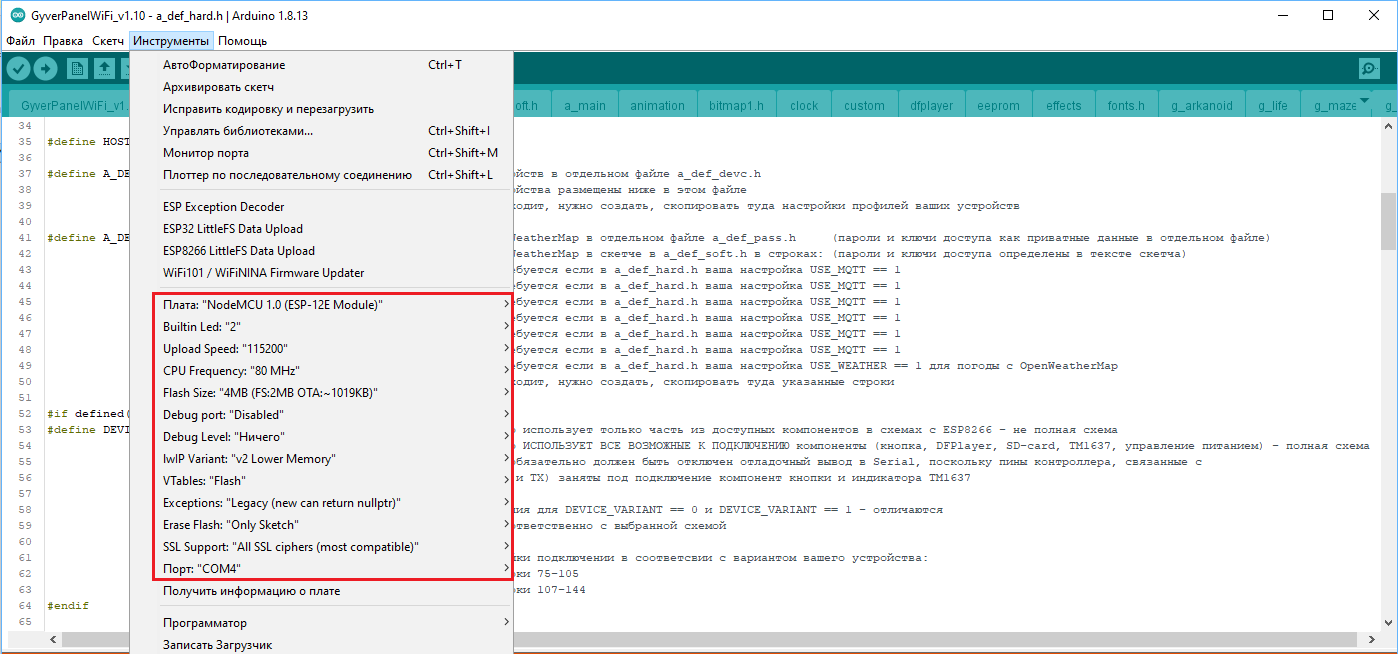 GyverPanelWiFi_v1.10 - a_def_hard.h | Arduino 1.8.13
Файл Правка Скетч Инструменты Помощь
GyverPanelWiFi_v1. oft.h a_main animation bitmap1.h clock custom dfplayer eeprom effects fonts.h g_arkanoid g_life g_maze g_
АвтоФорматирование Ctrl+T
Архивировать скетч
Исправить кодировку и перезагрузить
Управлять библиотеками... Ctrl+Shift+I
Монитор порта Ctrl+Shift+M
Плоттер по последовательному соединению Ctrl+Shift+L
ESP Exception Decoder
ESP32 LittleFS Data Upload
ESP8266 LittleFS Data Upload
WiFi101 / WiFiNINA Firmware Updater
Плата: "NodeMCU 1.0 (ESP-12E Module)"
Builtin Led: "2"
Upload Speed: "115200"
CPU Frequency: "80 MHz"
Flash Size: "4MB (FS:2MB OTA:~1019KB)"
Debug port: "Disabled"
Debug Level: "Ничего"
lwIP Variant: "v2 Lower Memory"
VTables: "Flash"
Exceptions: "Legacy (new can return nullptr)"
Erase Flash: "Only Sketch"
SSL Support: "All SSL ciphers (most compatible)"
Порт: "COM4"
Получить информацию о плате
Программатор
Записать Загрузчик
34
35 #define HOST
36
37 #define A_DE йств в отдельном файле a_def_devc.h
38 йства размещены ниже в этом файле
39 ходит, нужно создать, скопировать туда настройки профилей ваших устройств
40
41 #define A_DE WeatherMap в отдельном файле a_def_pass.h (пароли и ключи доступа как приватные данные в отдельном файле)
42 WeatherMap в скетче в a_def_soft.h в строках: (пароли и ключи доступа определены в тексте скетча)
43 ебуется если в a_def_hard.h ваша настройка USE_MQTT == 1
44 ебуется если в a_def_hard.h ваша настройка USE_MQTT == 1
45 ебуется если в a_def_hard.h ваша настройка USE_MQTT == 1
46 ебуется если в a_def_hard.h ваша настройка USE_MQTT == 1
47 ебуется если в a_def_hard.h ваша настройка USE_MQTT == 1
48 ебуется если в a_def_hard.h ваша настройка USE_MQTT == 1
49 ебуется если в a_def_hard.h ваша настройка USE_WEATHER == 1 для погоды с OpenWeatherMap
50 ходит, нужно создать, скопировать туда указанные строки
51
52 #if defined(
53 #define DEVI о использует только часть из доступных компонентов в схемах с ESP8266 - не полная схема
54 о ИСПОЛЬЗУЕТ ВСЕ ВОЗМОЖНЫЕ К ПОДКЛЮЧЕНИЮ компоненты (кнопка, DFPlayer, SD-card, TM1637, управление питанием) - полная схема
55 обязательно должен быть отключен отладочный вывод в Serial, поскольку пины контроллера, связанные с
56 и TX) заняты под подключение компонент кнопки и индикатора TM1637
57
58 ния для DEVICE_VARIANT == 0 и DEVICE_VARIANT == 1 - отличаются
59 ответственно с выбранной схемой
60
61 ики подключении в соответсвии с вариантом вашего устройства:
62 оки 75-105
63 оки 107-144
64 #endif
65